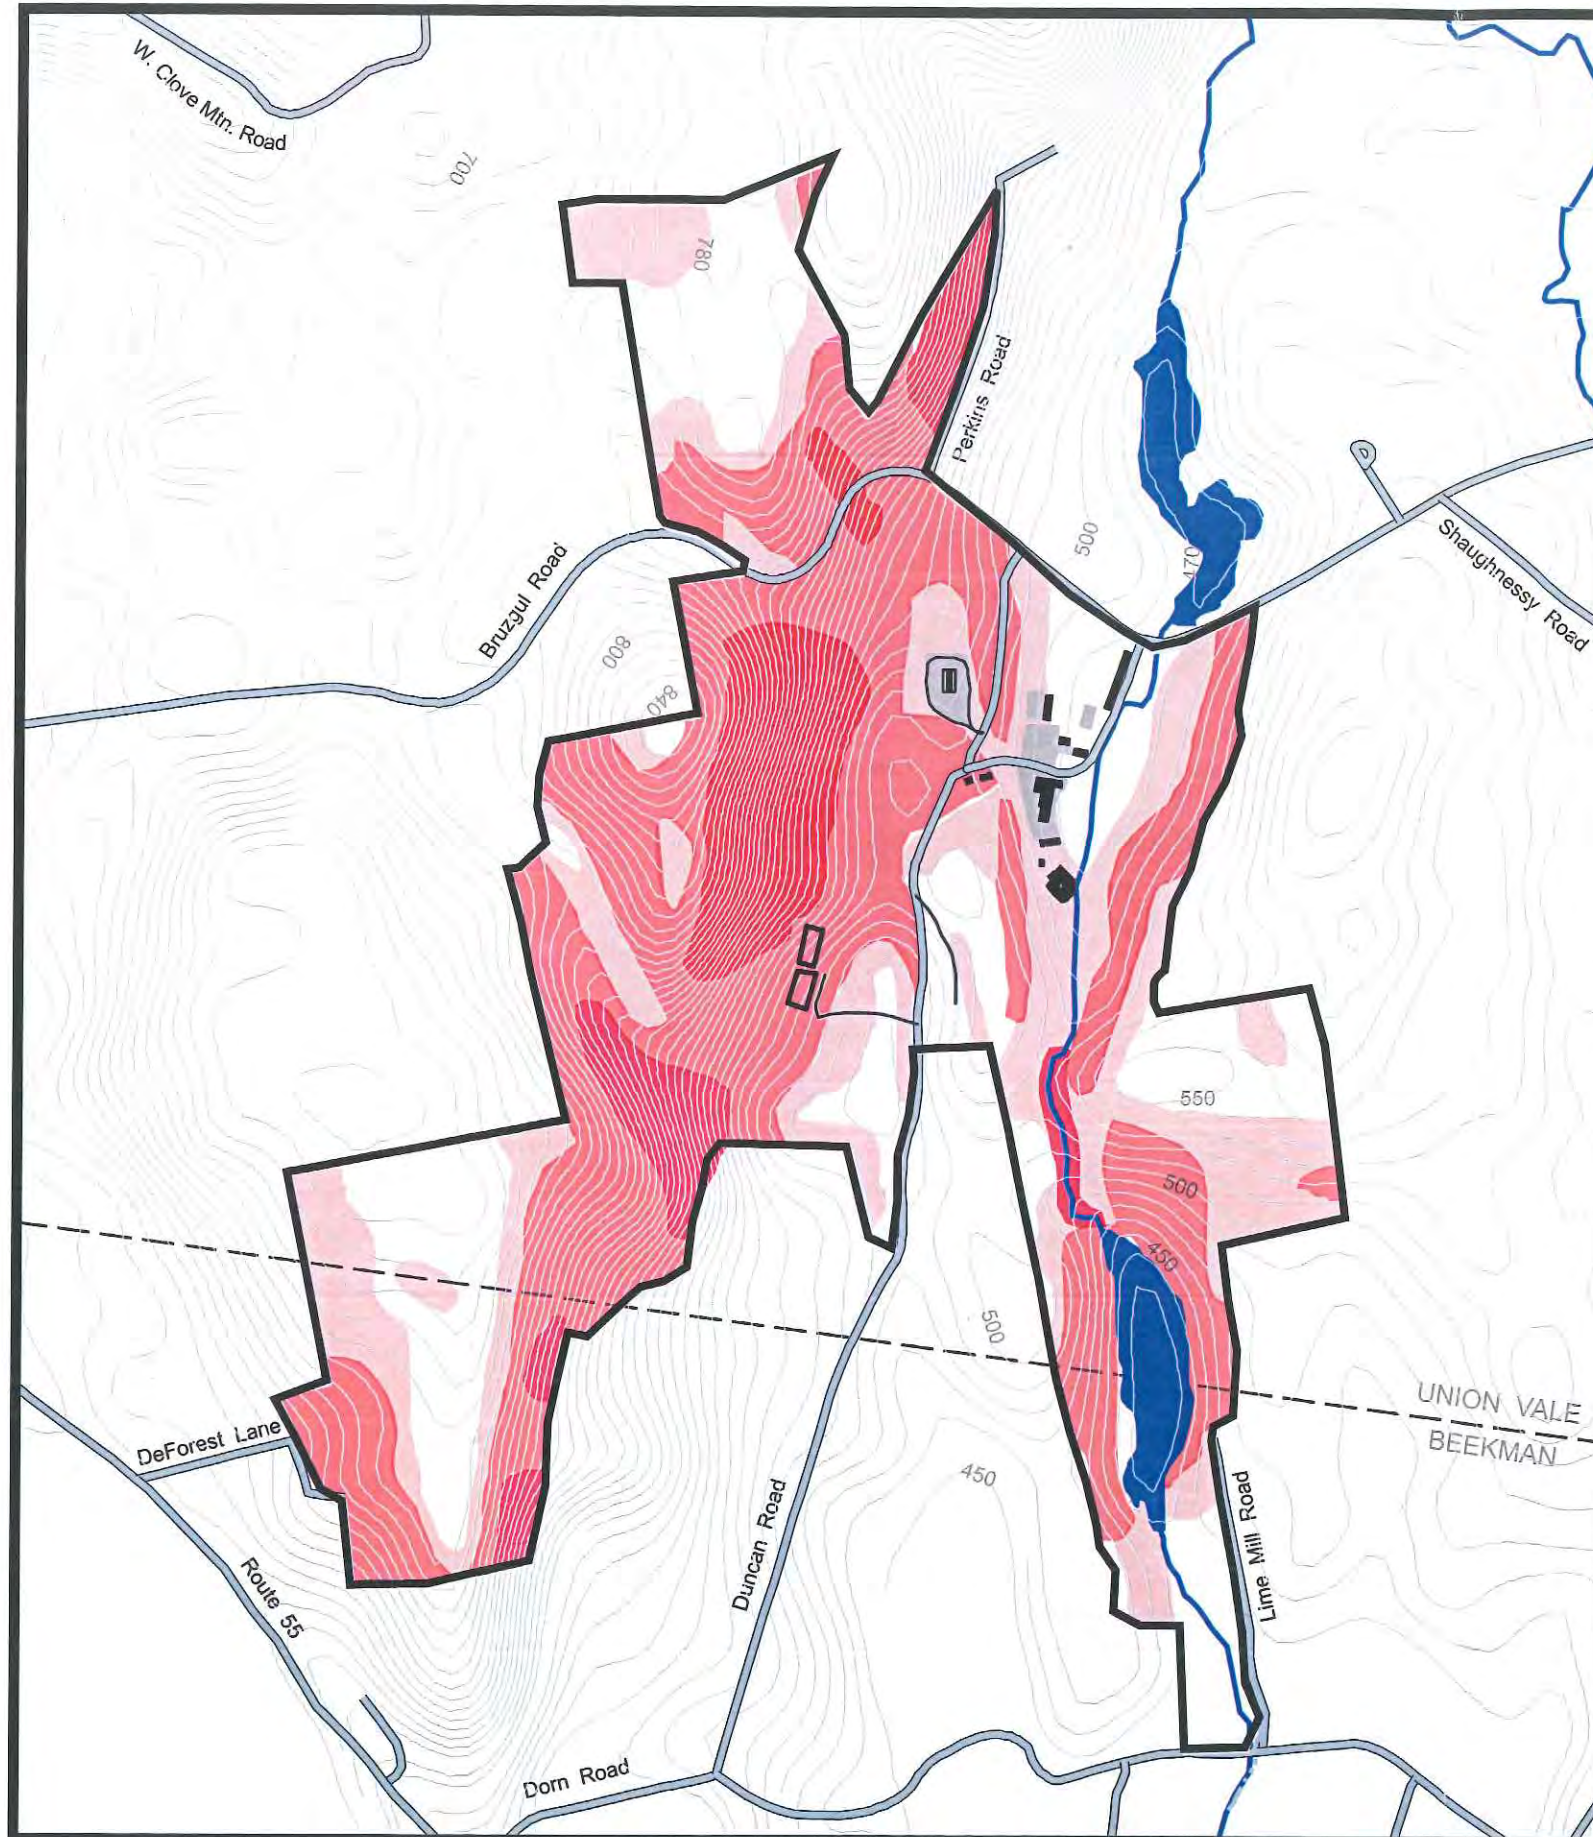 W. Clove Mtn. Road
700
780
Perkins Road
500
470
Shaughnessy Road
Bruzgul Road
800
840
550
500
450
500
UNION VALE
BEEKMAN
DeForest Lane
450
Duncan Road
Lime Mill Road
Route 55
Dorn Road